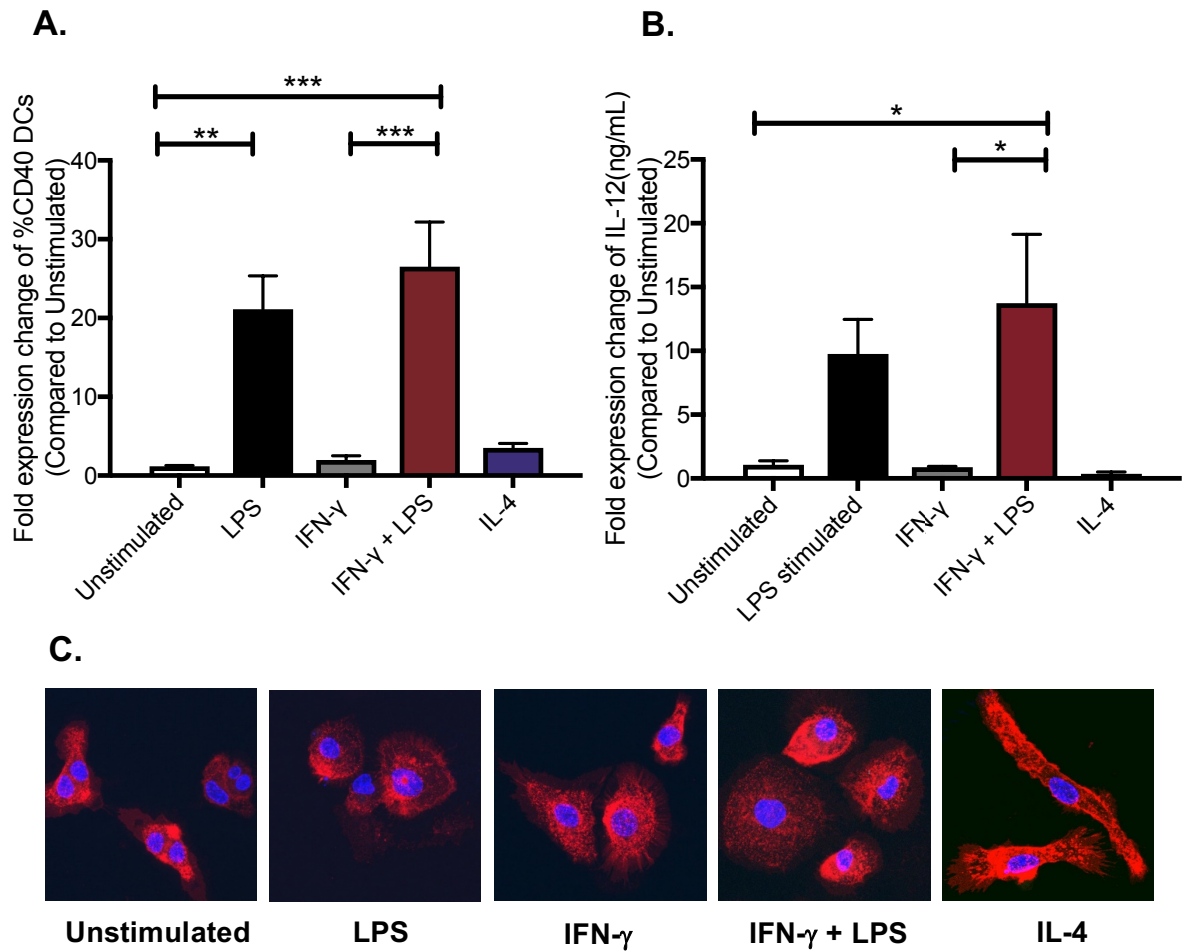 A.
***
**
***
Fold expression change of %CD40 DCs
(Compared to Unstimulated)
40
30
20
10
0
Unstimulated
LPS
IFN-γ
IFN-γ + LPS
IL-4
B.
*
*
Fold expression change of IL-12(ng/mL)
(Compared to Unstimulated)
25
20
15
10
5
0
Unstimulated
LPS stimulated
IFN-γ
IFN-γ + LPS
IL-4
C.
Unstimulated
LPS
IFN-γ
IFN-γ + LPS
IL-4